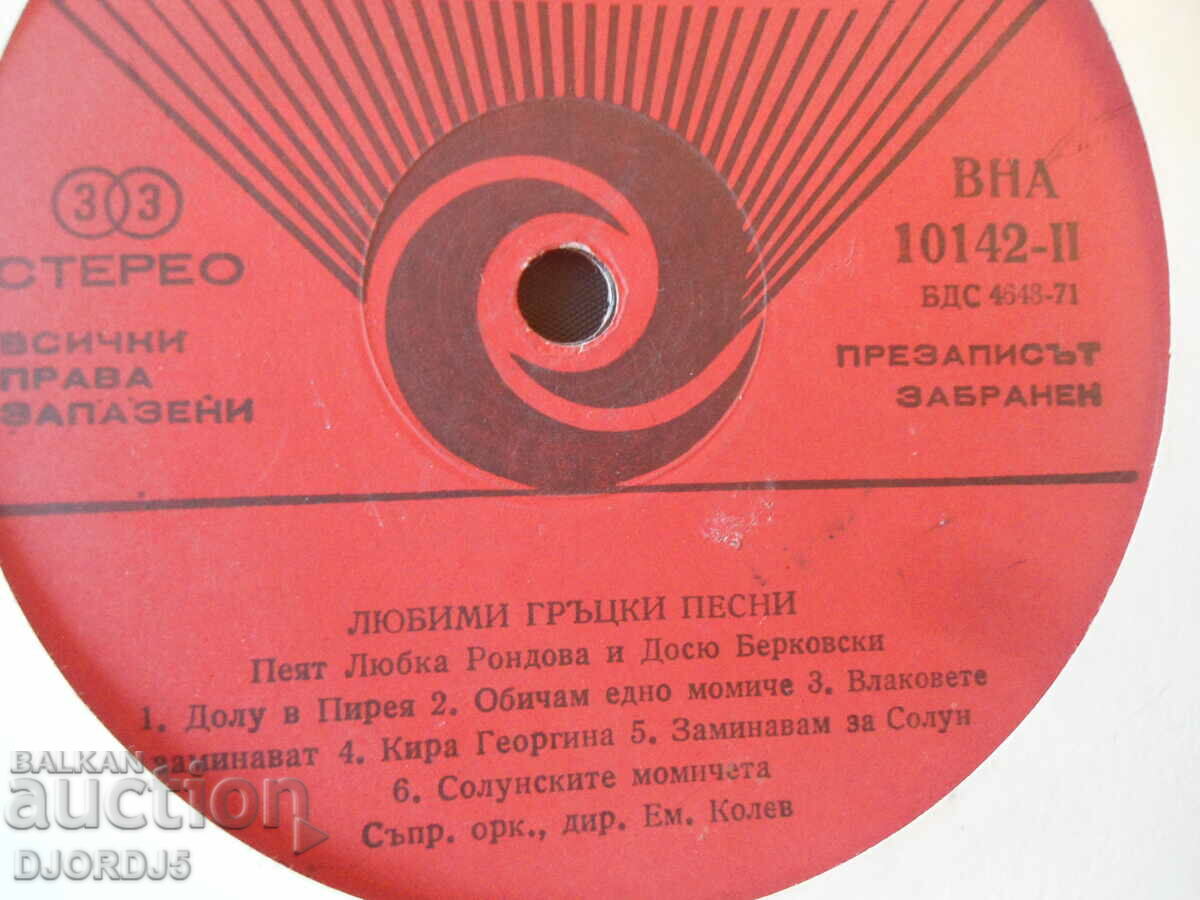 33
СТЕРЕО
ВСИЧКИ
ПРАВА
ЗАПАЗЕНИ
ВНА
10142-II
БДС 4648-71
ПРЕЗАПИСЪТ
ЗАБРАНЕН
ЛЮБИМИ ГРЪЦКИ ПЕСНИ
Пеят Любка Рондова и Досю Берковски
1. Долу в Пирея 2. Обичам едно момиче 3. Влаковете
заминават 4. Кира Георгина 5. Заминавам за Солун
6. Солунските момичета
Съпр. орк., дир. Ем. Колев
BALKAN
auction
DJORDJ5